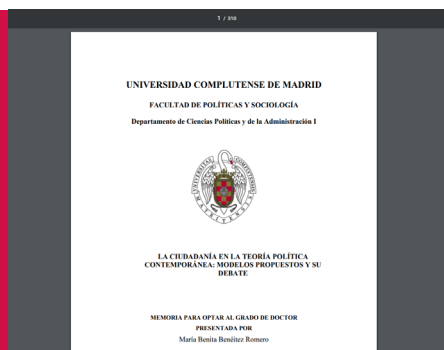 1 / 310
UNIVERSIDAD COMPLUTENSE DE MADRID
FACULTAD DE POLÍTICAS Y SOCIOLOGÍA
Departamento de Ciencias Políticas y de la Administración I
LA CIUDADANÍA EN LA TEORÍA POLÍTICA
CONTEMPORÁNEA: MODELOS PROPUESTOS Y SU
DEBATE
MEMORIA PARA OPTAR AL GRADO DE DOCTOR
PRESENTADA POR
María Benita Benéitez Romero